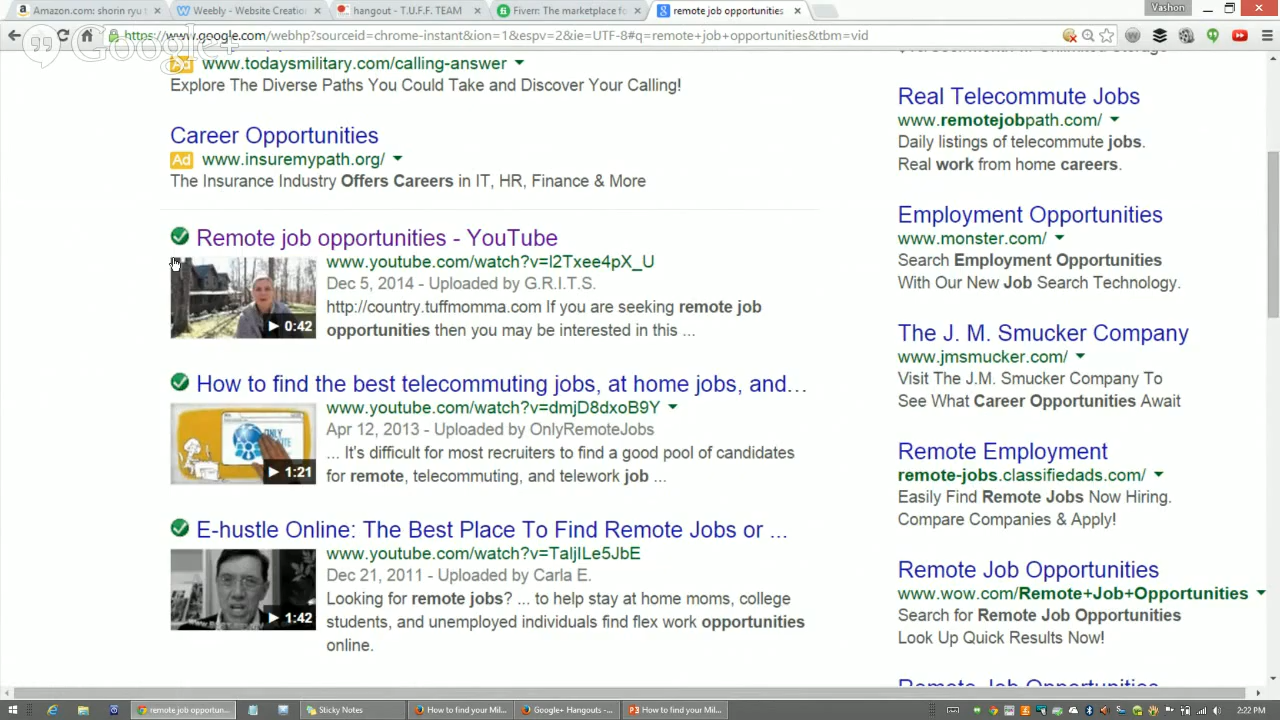 Amazon.com: shorin ryu t
Weebly - Website Creation
hangout - T.U.F.F. TEAM
Fiverr: The marketplace fo
remote job opportunities
Vashon
https://www.google.com/webhp?sourceid=chrome-instant&ion=1&espv=2&ie=UTF-8#q=remote+job+opportunities&tbm=vid
Google+
Ad www.todaysmilitary.com/calling-answer
Explore The Diverse Paths You Could Take and Discover Your Calling!
Career Opportunities
Ad www.insuremypath.org/
The Insurance Industry Offers Careers in IT, HR, Finance & More
Remote job opportunities - YouTube
www.youtube.com/watch?v=l2Txee4pX_U
Dec 5, 2014 - Uploaded by G.R.I.T.S.
http://country.tuffmomma.com If you are seeking remote job
opportunities then you may be interested in this ...
0:42
How to find the best telecommuting jobs, at home jobs, and...
www.youtube.com/watch?v=dmjD8dxoB9Y
Apr 12, 2013 - Uploaded by OnlyRemoteJobs
... It's difficult for most recruiters to find a good pool of candidates
for remote, telecommuting, and telework job ...
ONLY
1:21
E-hustle Online: The Best Place To Find Remote Jobs or ...
www.youtube.com/watch?v=TaljILe5JbE
Dec 21, 2011 - Uploaded by Carla E.
Looking for remote jobs? ... to help stay at home moms, college
students, and unemployed individuals find flex work opportunities
online.
1:42
Real Telecommute Jobs
www.remotejobpath.com/
Daily listings of telecommute jobs.
Real work from home careers.
Employment Opportunities
www.monster.com/
Search Employment Opportunities
With Our New Job Search Technology.
The J. M. Smucker Company
www.jmsmucker.com/
Visit The J.M. Smucker Company To
See What Career Opportunities Await
Remote Employment
remote-jobs.classifiedads.com/
Easily Find Remote Jobs Now Hiring.
Compare Companies & Apply!
Remote Job Opportunities
www.wow.com/Remote+Job+Opportunities
Search for Remote Job Opportunities
Look Up Quick Results Now!
Remote Job Opportunities
remote job opportun...
Sticky Notes
How to find your Mil...
Google+ Hangouts - ...
How to find your Mil...
2:22 PM